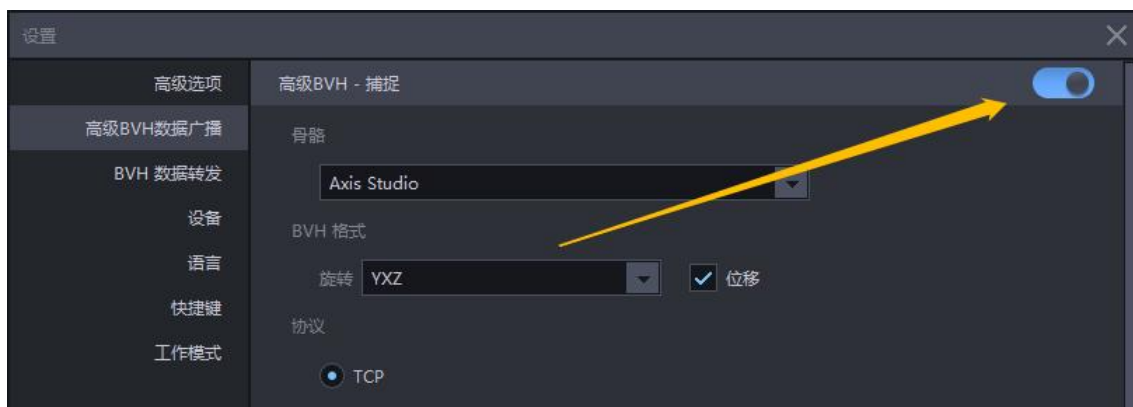 设置
高级选项
高级BVH数据广播
BVH 数据转发
设备
语言
快捷键
工作模式
高级BVH - 捕捉
骨骼
Axis Studio
BVH 格式
旋转 YXZ 位移
协议
TCP